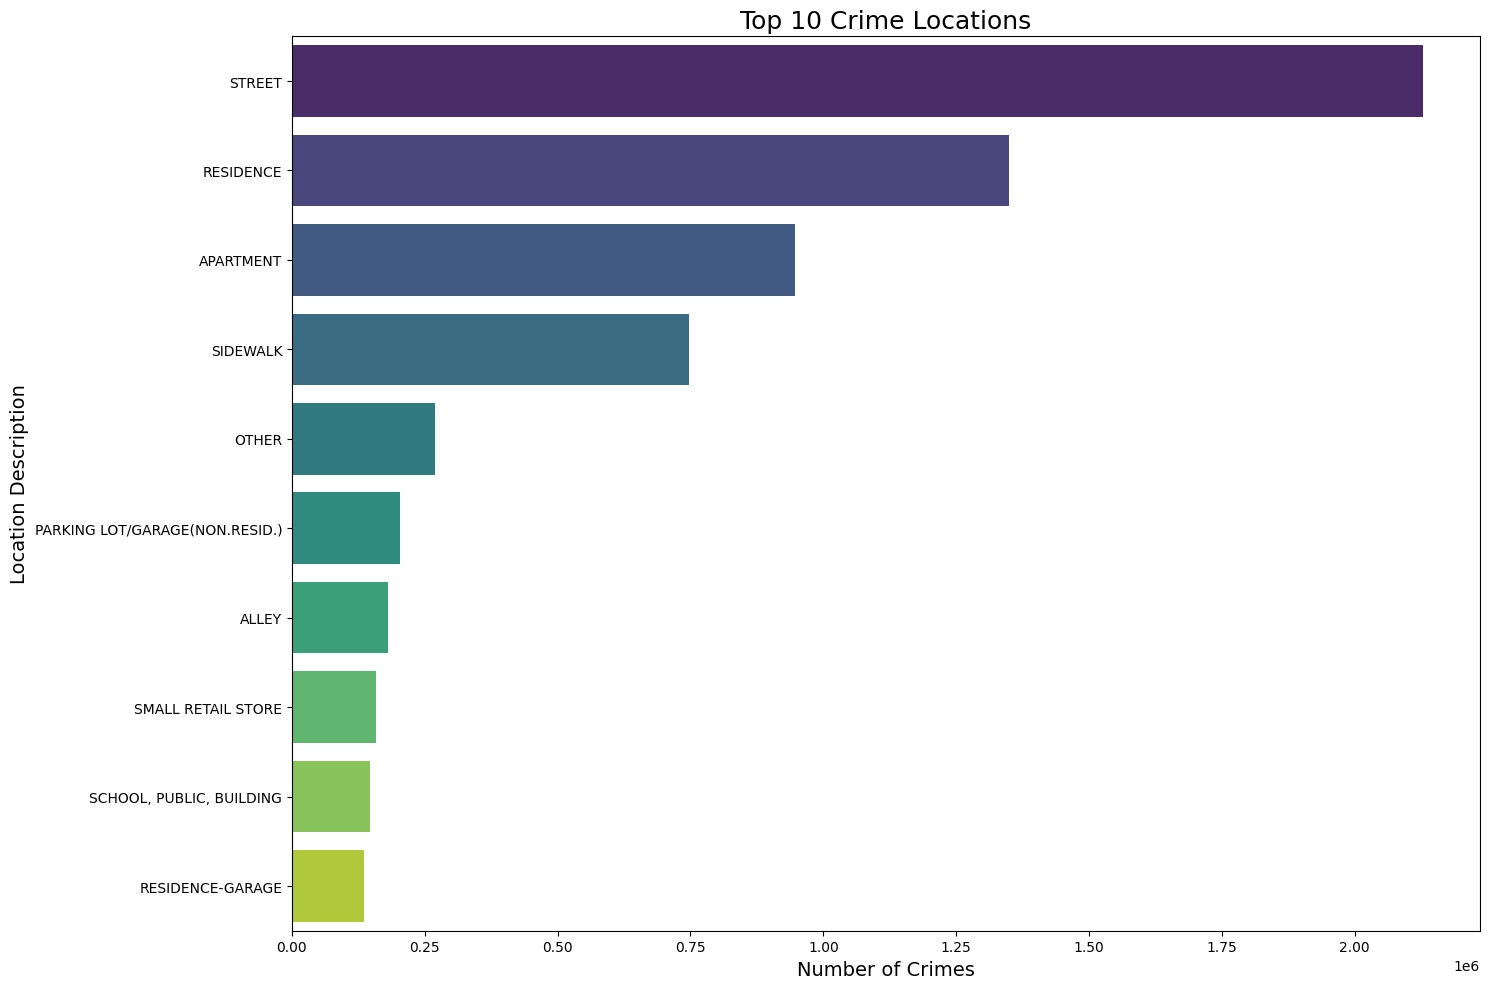 Top 10 Crime Locations
Location Description
STREET
RESIDENCE
APARTMENT
SIDEWALK
OTHER
PARKING LOT/GARAGE(NON.RESID.)
ALLEY
SMALL RETAIL STORE
SCHOOL, PUBLIC, BUILDING
RESIDENCE-GARAGE
0.00 0.25 0.50 0.75 1.00 1.25 1.50 1.75 2.00
1e6
Number of Crimes